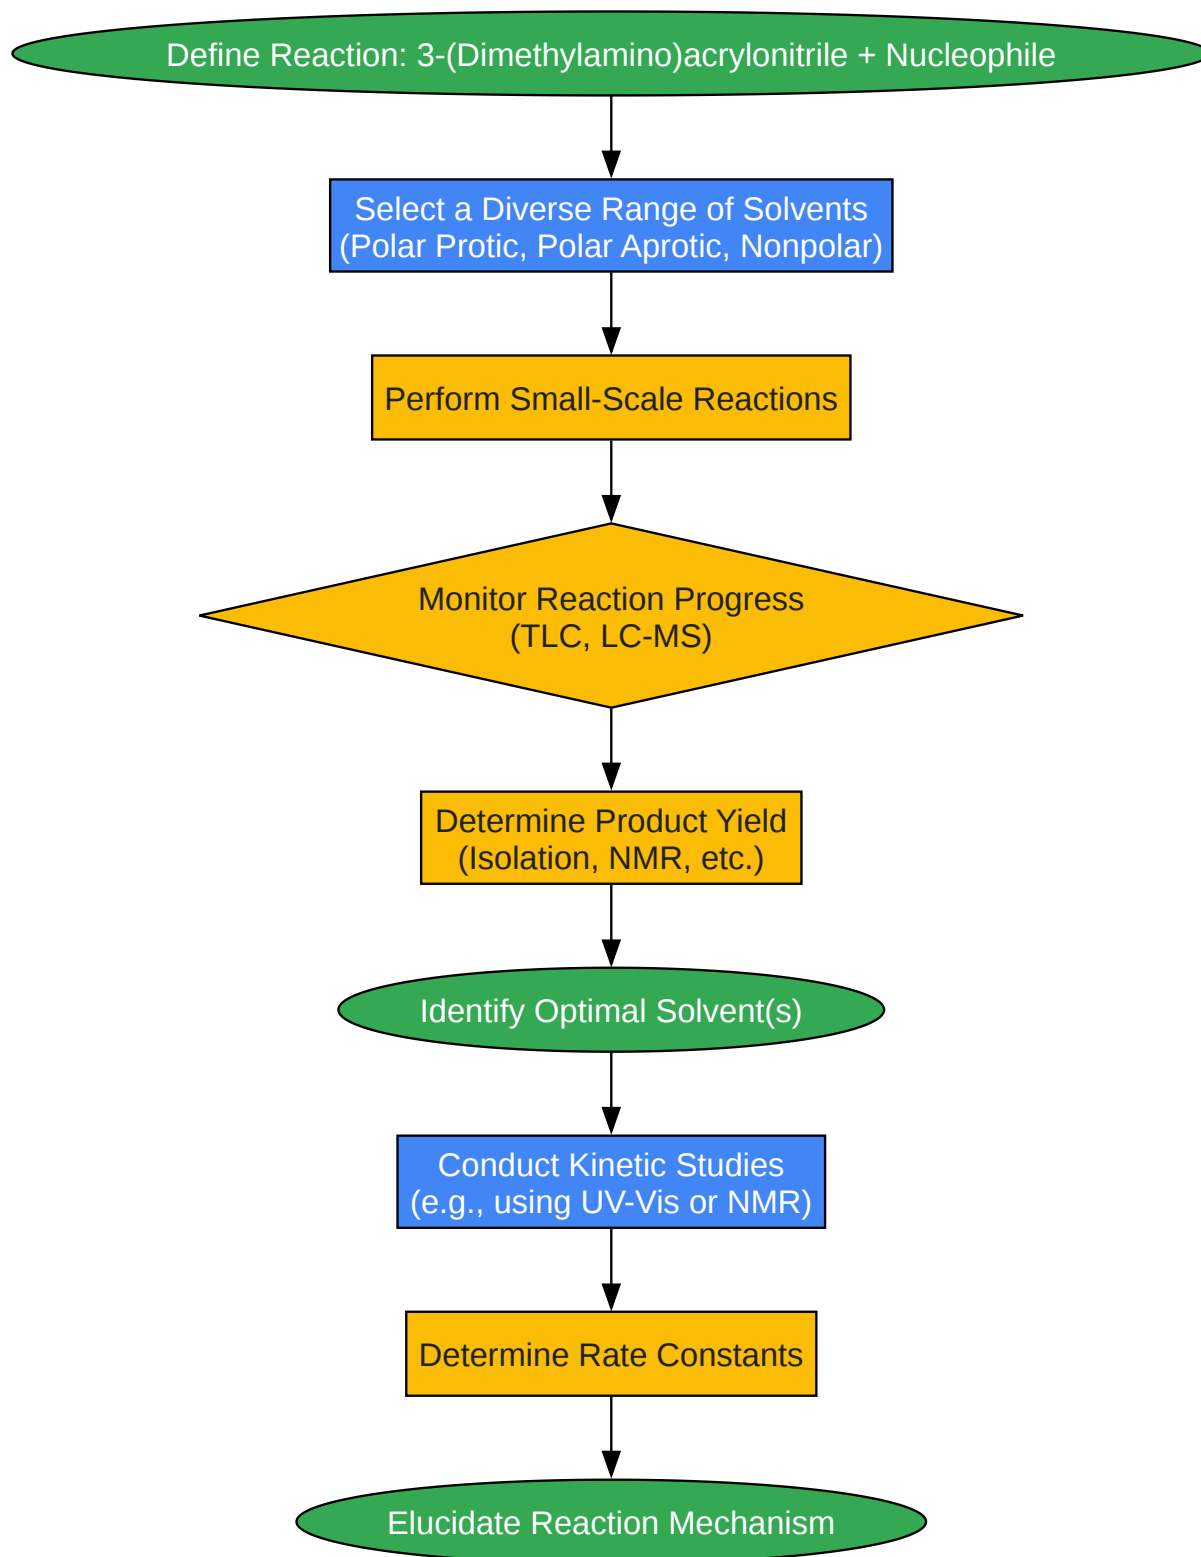 Define Reaction: 3-(Dimethylamino)acrylonitrile + Nucleophile
Select a Diverse Range of Solvents
(Polar Protic, Polar Aprotic, Nonpolar)
Perform Small-Scale Reactions
Monitor Reaction Progress
(TLC, LC-MS)
Determine Product Yield
(Isolation, NMR, etc.)
Identify Optimal Solvent(s)
Conduct Kinetic Studies
(e.g., using UV-Vis or NMR)
Determine Rate Constants
Elucidate Reaction Mechanism